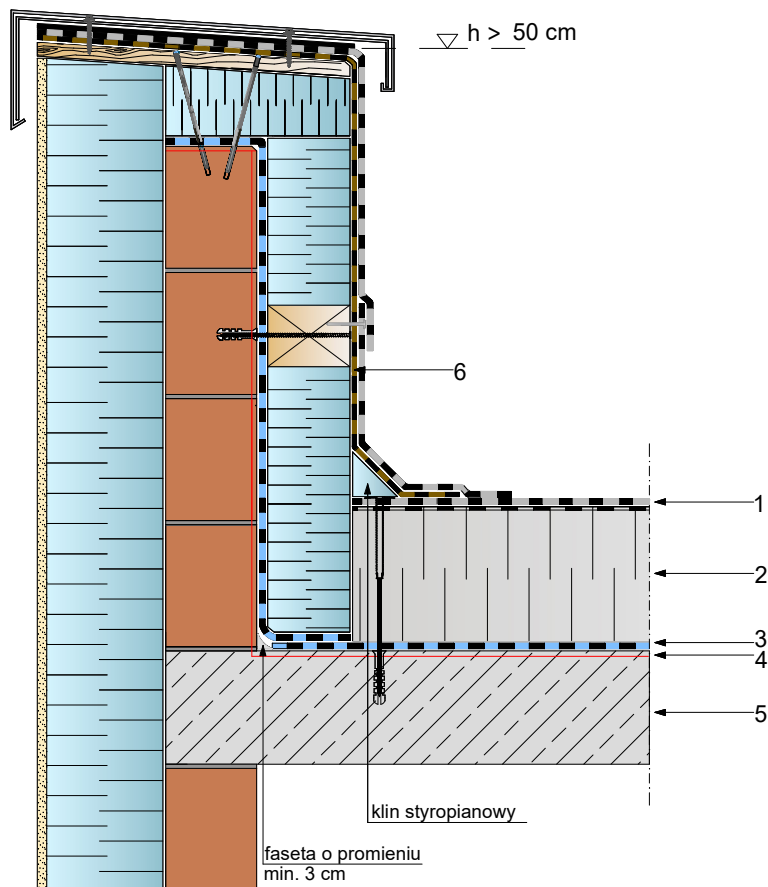 h > 50 cm
6
1
2
3
4
5
klin styropianowy
faseta o promieniu
min. 3 cm